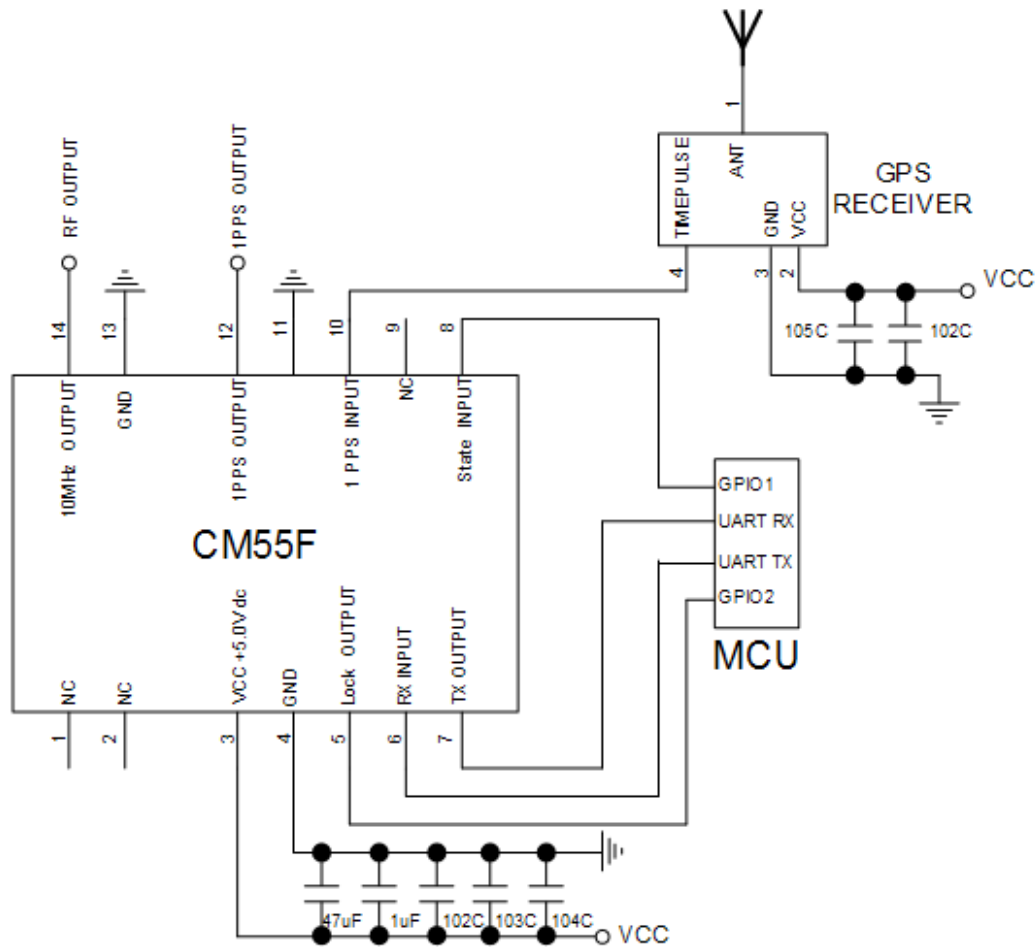 RF OUTPUT
1PPS OUTPUT
1
TIMEPULSE
ANT
GND
VCC
GPS
RECEIVER
4
3
2
VCC
105C
102C
14
13
12
11
10
9
8
10MHz OUTPUT
GND
1PPS OUTPUT
1 PPS INPUT
NC
State INPUT
CM55F
GPIO1
UART RX
UART TX
GPIO2
MCU
NC
NC
VCC +5.0Vdc
GND
Lock OUTPUT
RX INPUT
TX OUTPUT
1
2
3
4
5
6
7
47uF
1uF
102C
103C
104C
VCC